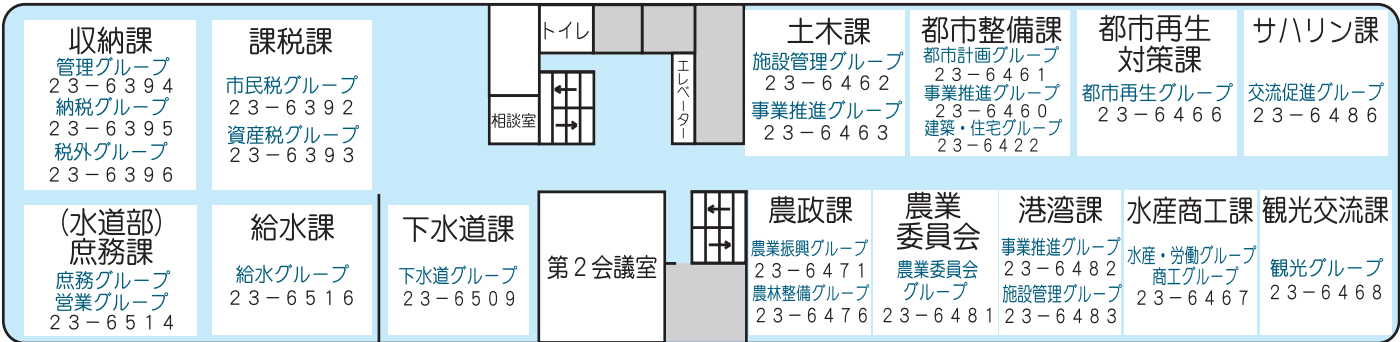 収納課
管理グループ
23-6394
納税グループ
23-6395
税外グループ
23-6396
課税課
市民税グループ
23-6392
資産税グループ
23-6393
トイレ
相談室
エレベーター
土木課
施設管理グループ
23-6462
事業推進グループ
23-6463
都市整備課
都市計画グループ
23-6461
事業推進グループ
23-6460
建築・住宅グループ
23-6422
都市再生
対策課
都市再生グループ
23-6466
サハリン課
交流促進グループ
23-6486
(水道部)
庶務課
庶務グループ
営業グループ
23-6514
給水課
給水グループ
23-6516
下水道課
下水道グループ
23-6509
第2会議室
農政課
農業振興グループ
23-6471
農林整備グループ
23-6476
農業
委員会
農業委員会
グループ
23-6481
港湾課
事業推進グループ
23-6482
施設管理グループ
23-6483
水産商工課
水産・労働グループ
商工グループ
23-6467
観光交流課
観光グループ
23-6468